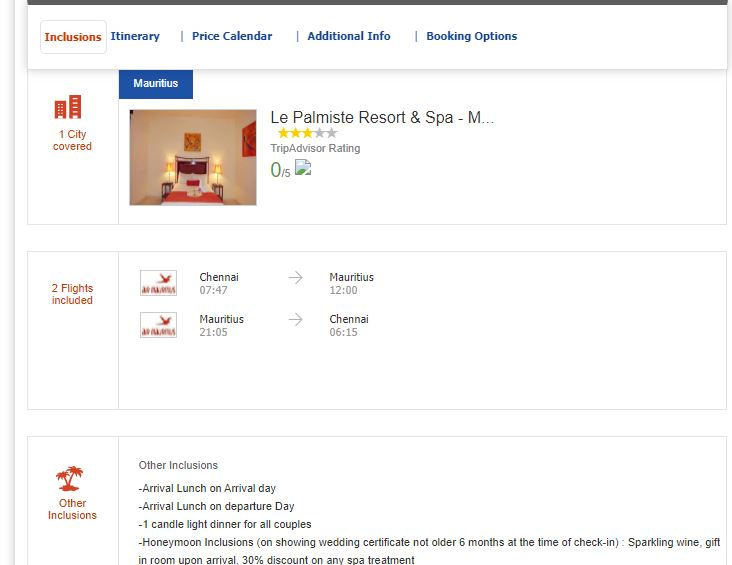 Inclusions Itinerary | Price Calendar | Additional Info | Booking Options
Mauritius
1 City
covered
Le Palmiste Resort & Spa - M...
TripAdvisor Rating
0/5
2 Flights
included
AIR MAURITIUS
Chennai
Mauritius
07:47
12:00
AIR MAURITIUS
Mauritius
Chennai
21:05
06:15
Other
Inclusions
Other Inclusions
-Arrival Lunch on Arrival day
-Arrival Lunch on departure Day
-1 candle light dinner for all couples
-Honeymoon Inclusions (on showing wedding certificate not older 6 months at the time of check-in) : Sparkling wine, gift
in room upon arrival, 30% discount on any spa treatment